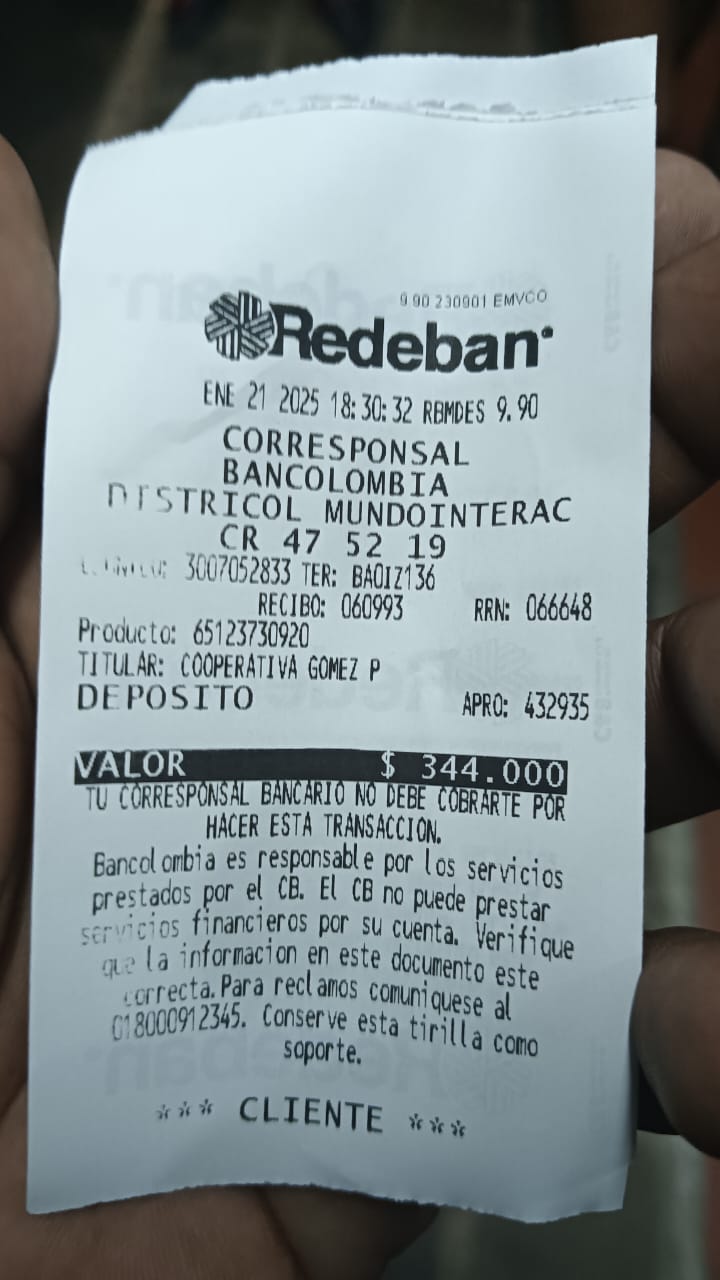 9 90 230901 EMVCO
Redeban
ENE 21 2025 18:30:32 RBMDES 9.90
CORRESPONSAL
BANCOLOMBIA
DISTRICOL MUNDOINTERAC
CR 47 52 19
3007052833 TER: BAOIZ136
RECIBO: 060993 RRN: 066648
Producto: 65123730920
TITULAR: COOPERATIVA GOMEZ P
DEPOSITO APRO: 432935
VALOR $ 344.000
TU CORRESPONSAL BANCARIO NO DEBE COBRARTE POR
HACER ESTA TRANSACCION.
Bancolombia es responsable por los servicios
prestados por el CB. El CB no puede prestar
servicios financieros por su cuenta. Verifique
que la informacion en este documento este
correcta. Para reclamos comuniquese al
018000912345. Conserve esta tirilla como
soporte.
*** CLIENTE ***